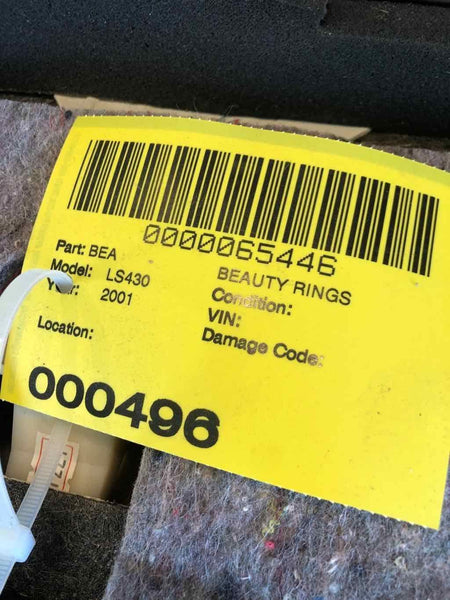 0000065446
Part: BEA
BEAUTY RINGS
Model: LS430
Condition:
Year: 2001
VIN:
Location:
Damage Code:
000496